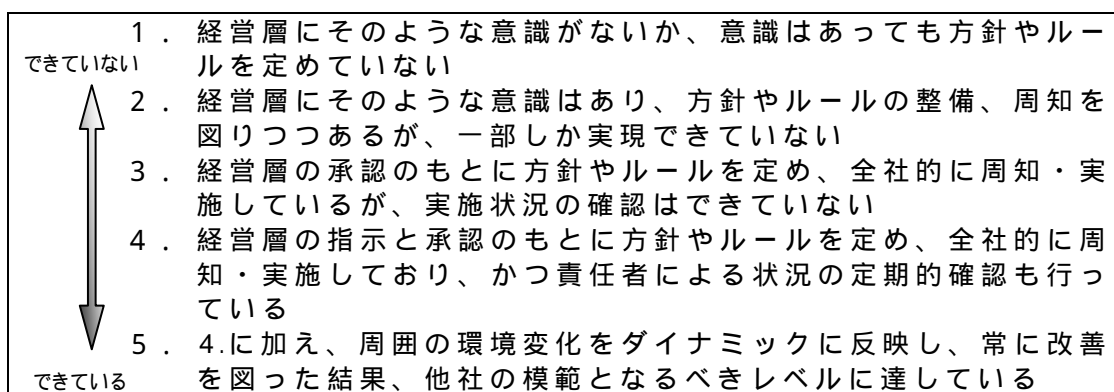 1. 経営層にそのような意識がないか、意識はあっても方針やルー
できていない
ルを定めていない
2. 経営層にそのような意識はあり、方針やルールの整備、周知を
図りつつあるが、一部しか実現できていない
3. 経営層の承認のもとに方針やルールを定め、全社的に周知・実
施しているが、実施状況の確認はできていない
4. 経営層の指示と承認のもとに方針やルールを定め、全社的に周
知・実施しており、かつ責任者による状況の定期的確認も行っ
ている
5. 4.に加え、周囲の環境変化をダイナミックに反映し、常に改善
を図った結果、他社の模範となるべきレベルに達している
できている